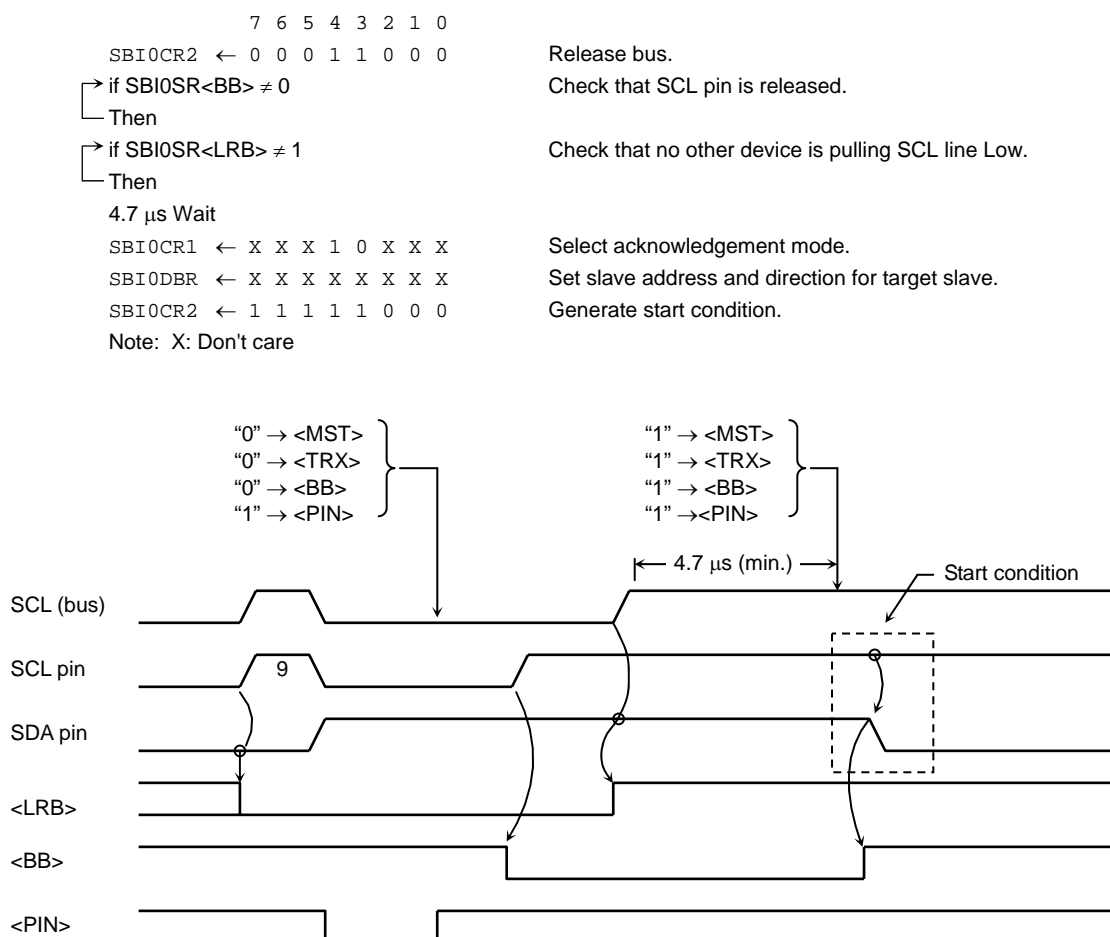 7 6 5 4 3 2 1 0
SBI0CR2 ← 0 0 0 1 1 0 0 0 Release bus.
if SBI0SR<BB> ≠ 0 Check that SCL pin is released.
Then
if SBI0SR<LRB> ≠ 1 Check that no other device is pulling SCL line Low.
Then
4.7 μs Wait
SBI0CR1 ← X X X 1 0 X X X Select acknowledgement mode.
SBI0DBR ← X X X X X X X X Set slave address and direction for target slave.
SBI0CR2 ← 1 1 1 1 1 0 0 0 Generate start condition.
Note: X: Don't care
“0” → <MST> “1” → <MST>
“0” → <TRX> “1” → <TRX>
“0” → <BB> “1” → <BB>
“1” → <PIN> “1” →<PIN>
4.7 μs (min.)
Start condition
SCL (bus)
SCL pin 9
SDA pin
<LRB>
<BB>
<PIN>